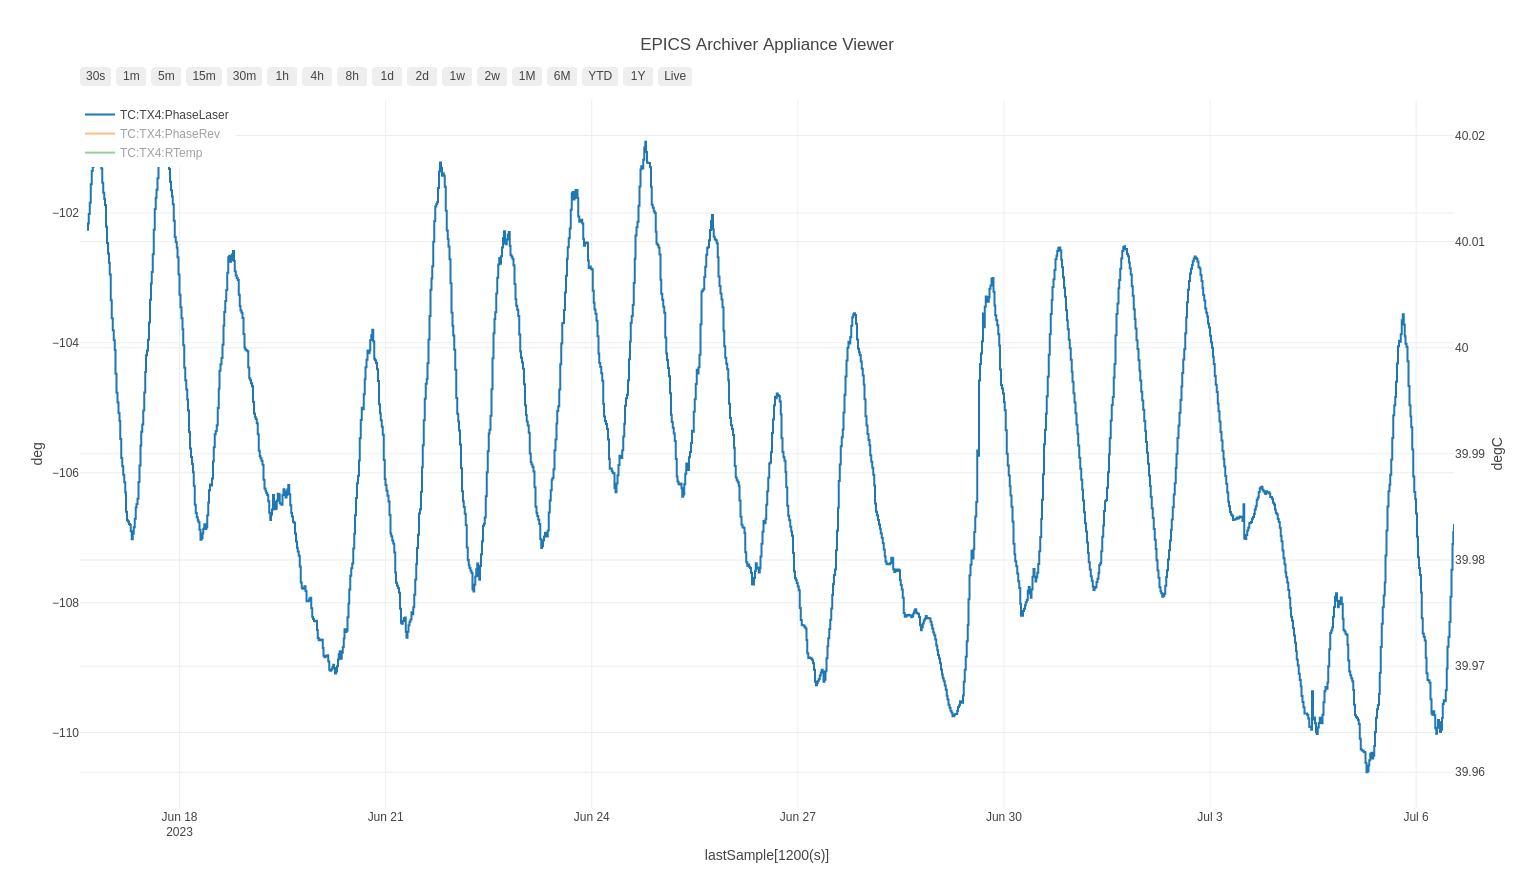 EPICS Archiver Appliance Viewer
30s 1m 5m 15m 30m 1h 4h 8h 1d 2d 1w 2w 1M 6M YTD 1Y Live
TC:TX4:PhaseLaser
TC:TX4:PhaseRev
TC:TX4:RTemp
−102
−104
−106
−108
−110
deg
40.02
40.01
40
39.99
39.98
39.97
39.96
degC
Jun 18
2023
Jun 21
Jun 24
Jun 27
Jun 30
Jul 3
Jul 6
lastSample[1200(s)]